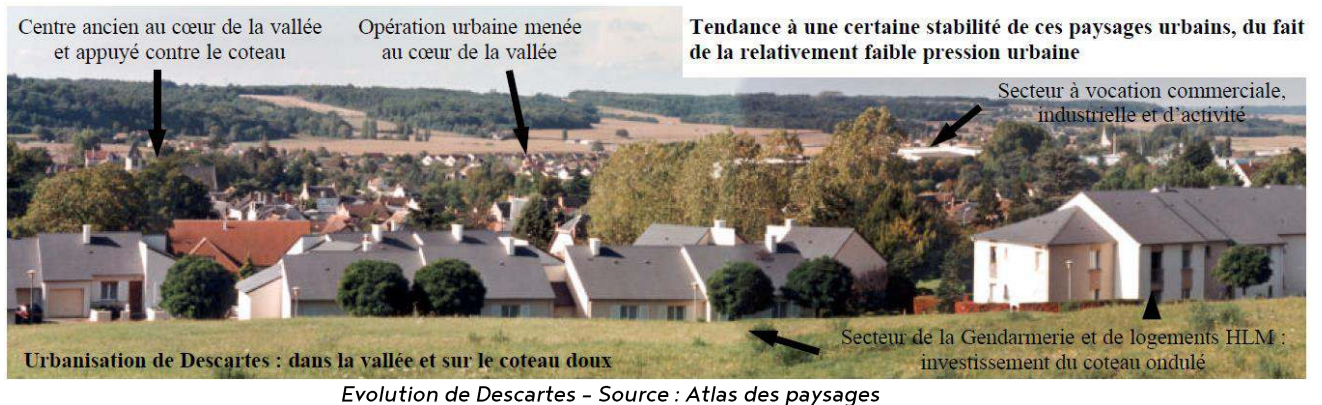 Centre ancien au cœur de la vallée
et appuyé contre le coteau
Opération urbaine menée
au cœur de la vallée
Tendance à une certaine stabilité de ces paysages urbains, du fait
de la relativement faible pression urbaine
Secteur à vocation commerciale,
industrielle et d’activité
Secteur de la Gendarmerie et de logements HLM :
investissement du coteau ondulé
Urbanisation de Descartes : dans la vallée et sur le coteau doux
Evolution de Descartes – Source : Atlas des paysages